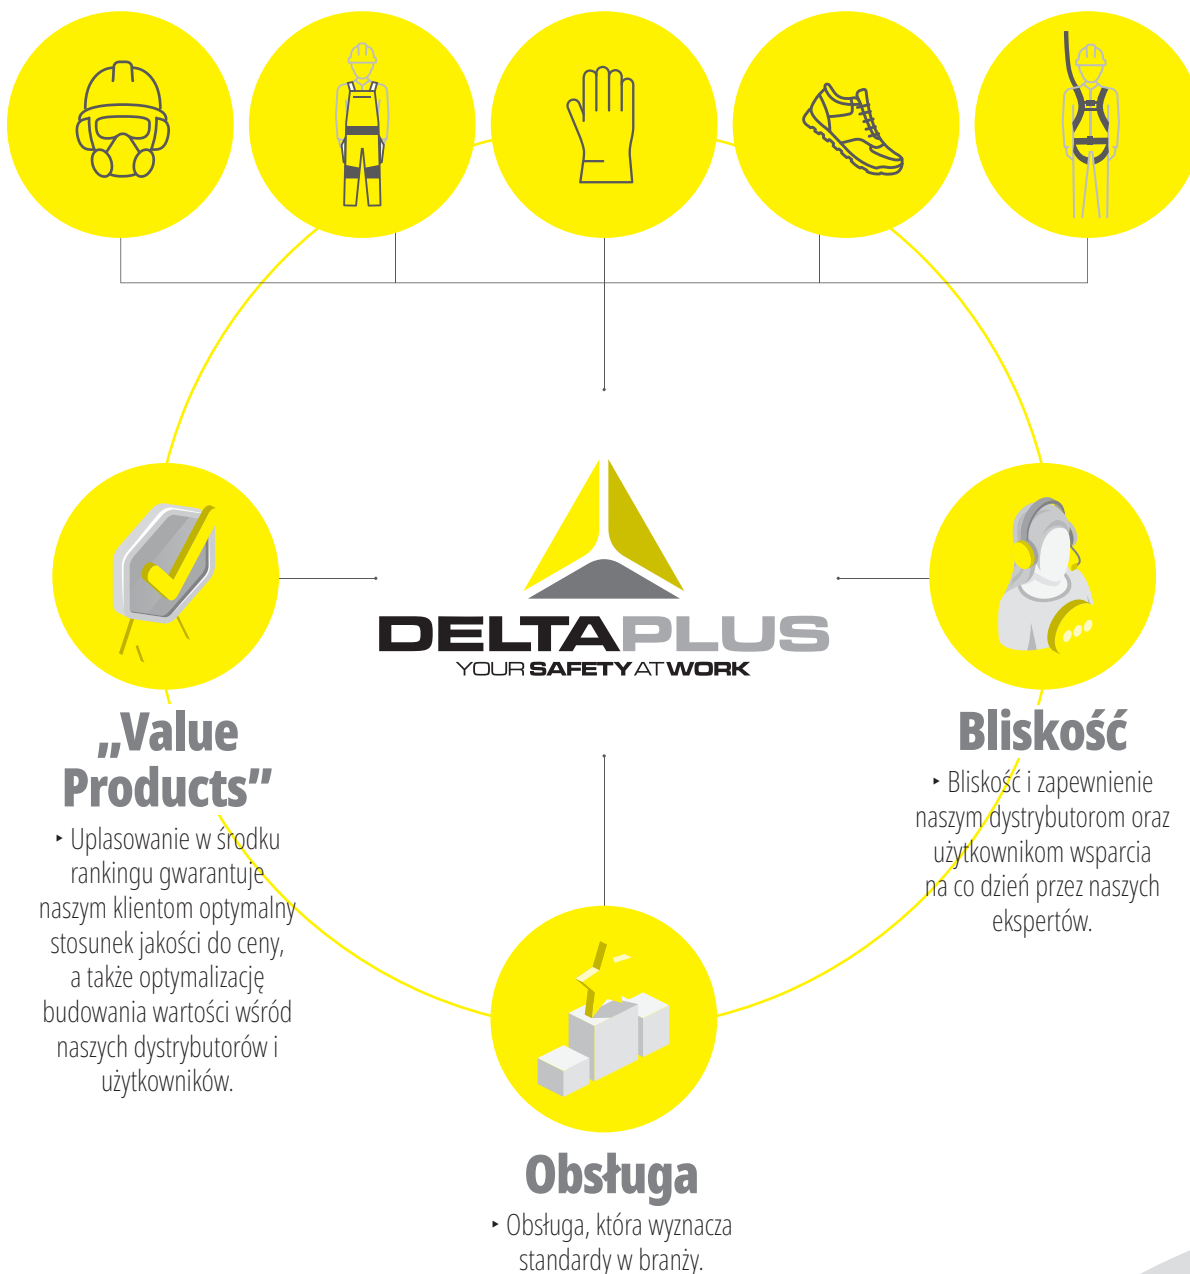 DELTAPLUS
YOUR SAFETY AT WORK
„Value
Products”
‣ Uplasowanie w środku
rankingu gwarantuje
naszym klientom optymalny
stosunek jakości do ceny,
a także optymalizację
budowania wartości wśród
naszych dystrybutorów i
użytkowników.
Bliskość
‣ Bliskość i zapewnienie
naszym dystrybutorom oraz
użytkownikom wsparcia
na co dzień przez naszych
ekspertów.
Obsługa
‣ Obsługa, która wyznacza
standardy w branży.